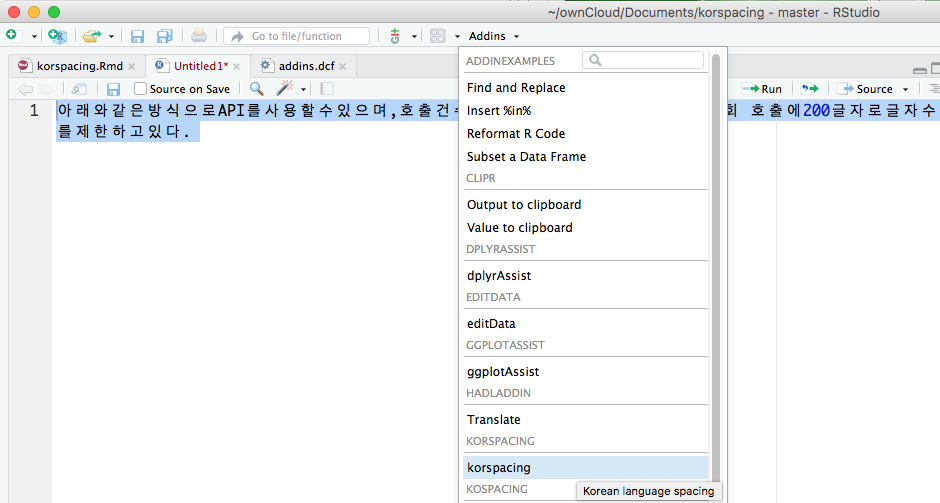 ~/ownCloud/Documents/korspacing - master - RStudio
Go to file/function
Addins
korspacing.Rmd
Untitled1*
addins.dcf
Source on Save
Run
Source
1
아래와같은방식으로API를사용할수있으며,호출건
회 호출에200글자로글자수
를제한하고있다.
ADDINEXAMPLES
Find and Replace
Insert %in%
Reformat R Code
Subset a Data Frame
CLIPR
Output to clipboard
Value to clipboard
DPLYRASSIST
dplyrAssist
EDITDATA
editData
GGPLOTASSIST
ggplotAssist
HADLADDIN
Translate
KORSPACING
korspacing
Korean language spacing
KOSPACING